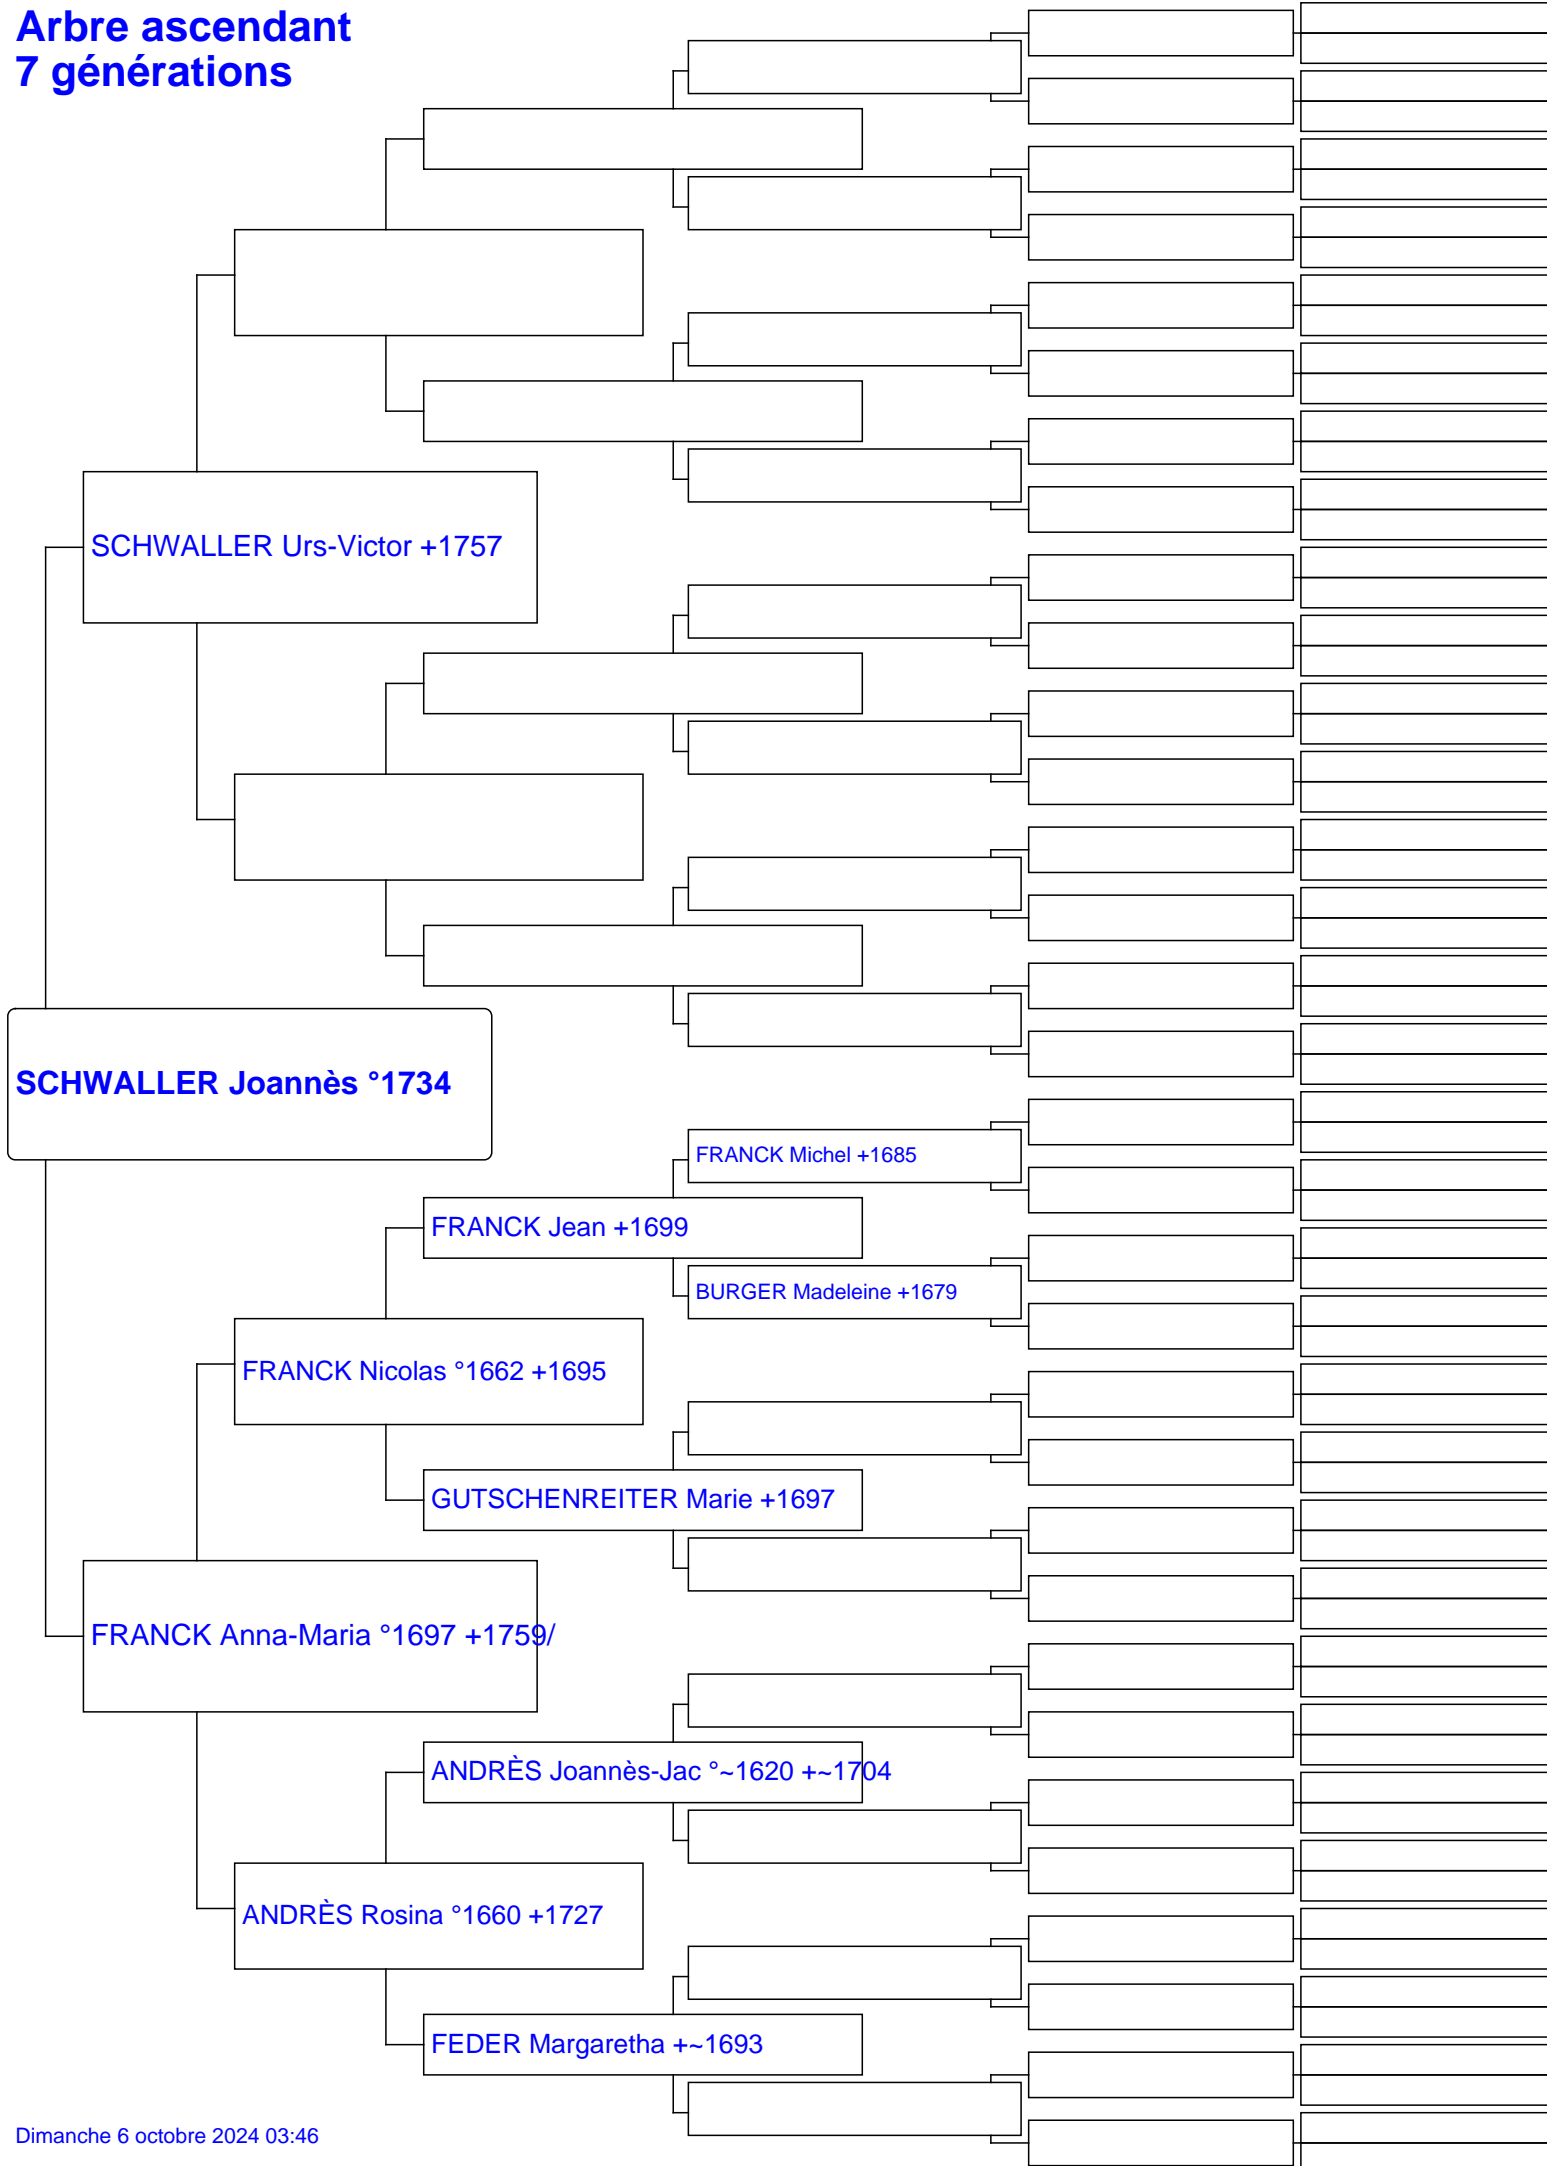 Arbre ascendant
7 générations
SCHWALLER Urs-Victor +1757
SCHWALLER Joannès °1734
FRANCK Michel +1685
FRANCK Jean +1699
BURGER Madeleine +1679
FRANCK Nicolas °1662 +1695
GUTSCHENREITER Marie +1697
FRANCK Anna-Maria °1697 +1759/
ANDRÈS Joannès-Jac °~1620 +~1704
ANDRÈS Rosina °1660 +1727
FEDER Margaretha +~1693
Dimanche 6 octobre 2024 03:46